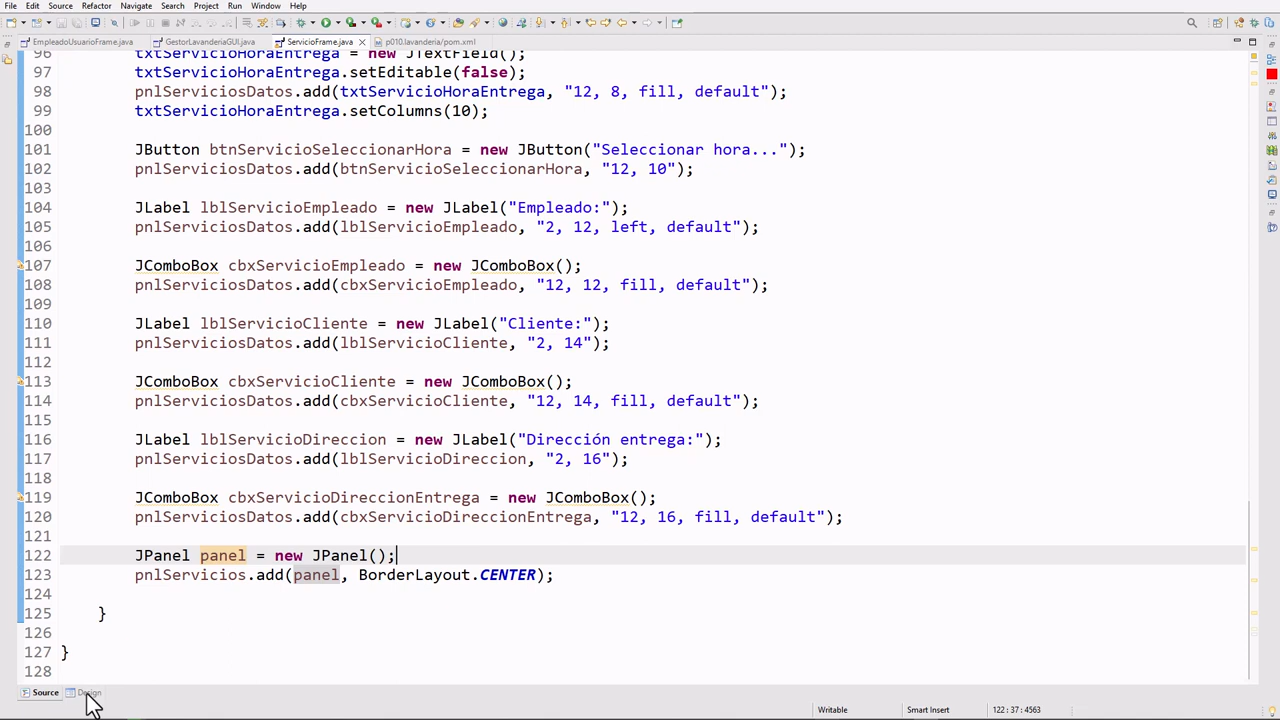 File Edit Source Refactor Navigate Search Project Run Window Help
EmpleadoUsuarioFrame.java GestorLavanderiaGUI.java ServicioFrame.java p010.lavanderia/pom.xml
96 txtServicioHoraEntrega = new JTextField();
97 txtServicioHoraEntrega.setEditable(false);
98 pnlServiciosDatos.add(txtServicioHoraEntrega, "12, 8, fill, default");
99 txtServicioHoraEntrega.setColumns(10);
100
101 JButton btnServicioSeleccionarHora = new JButton("Seleccionar hora...");
102 pnlServiciosDatos.add(btnServicioSeleccionarHora, "12, 10");
103
104 JLabel lblServicioEmpleado = new JLabel("Empleado:");
105 pnlServiciosDatos.add(lblServicioEmpleado, "2, 12, left, default");
106
107 JComboBox cbxServicioEmpleado = new JComboBox();
108 pnlServiciosDatos.add(cbxServicioEmpleado, "12, 12, fill, default");
109
110 JLabel lblServicioCliente = new JLabel("Cliente:");
111 pnlServiciosDatos.add(lblServicioCliente, "2, 14");
112
113 JComboBox cbxServicioCliente = new JComboBox();
114 pnlServiciosDatos.add(cbxServicioCliente, "12, 14, fill, default");
115
116 JLabel lblServicioDireccion = new JLabel("Dirección entrega:");
117 pnlServiciosDatos.add(lblServicioDireccion, "2, 16");
118
119 JComboBox cbxServicioDireccionEntrega = new JComboBox();
120 pnlServiciosDatos.add(cbxServicioDireccionEntrega, "12, 16, fill, default");
121
122 JPanel panel = new JPanel();
123 pnlServicios.add(panel, BorderLayout.CENTER);
124
125 }
126
127 }
128
Source Design
Writable Smart Insert 122 : 37 : 4563